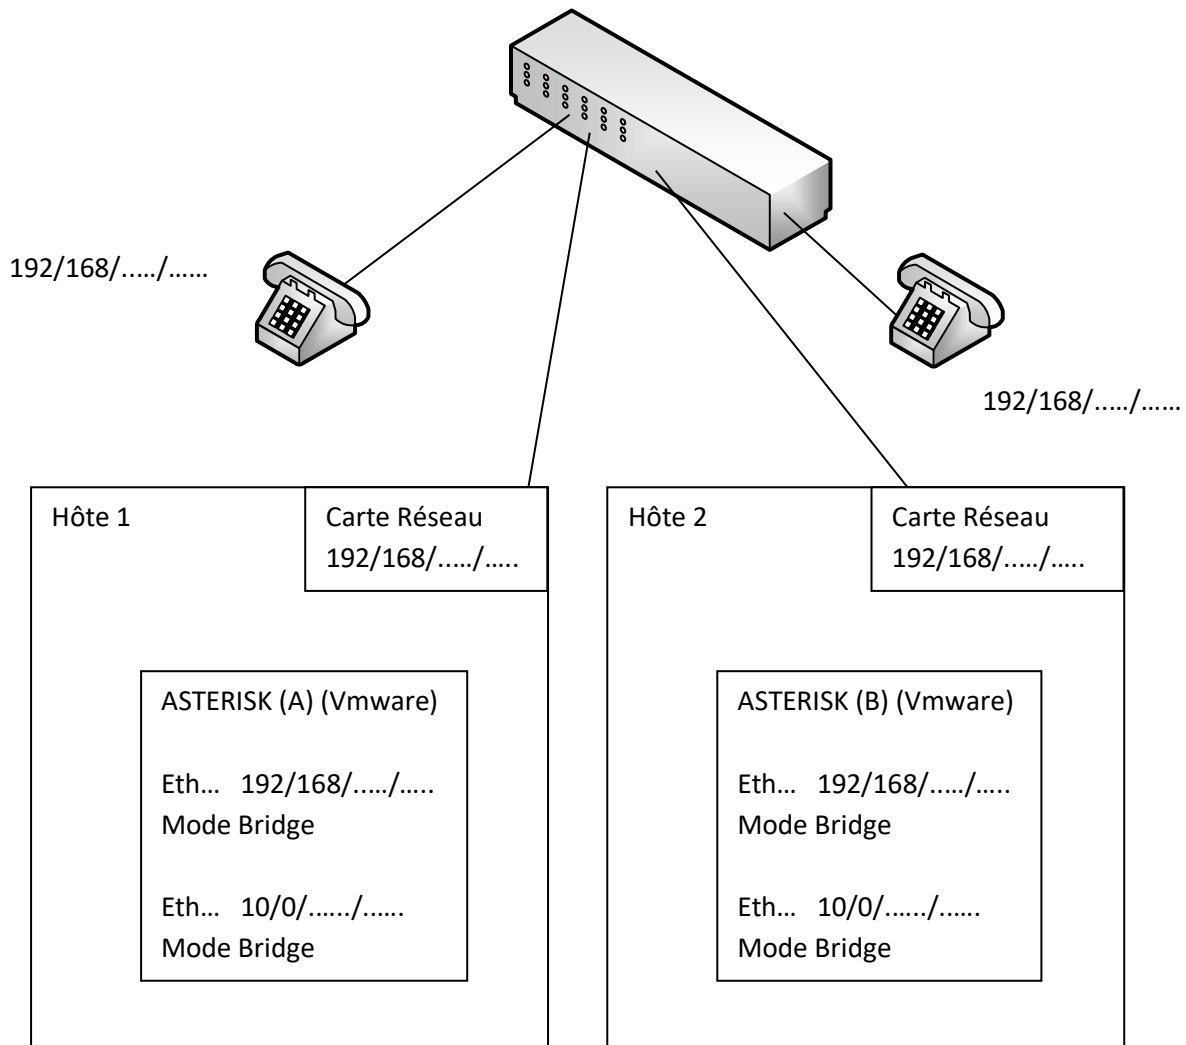 192/168/...../......
192/168/...../......
Hôte 1
Carte Réseau
192/168/...../.....
ASTERISK (A) (Vmware)
Eth... 192/168/...../.....
Mode Bridge
Eth... 10/0/....../......
Mode Bridge
Hôte 2
Carte Réseau
192/168/...../.....
ASTERISK (B) (Vmware)
Eth... 192/168/...../.....
Mode Bridge
Eth... 10/0/....../......
Mode Bridge